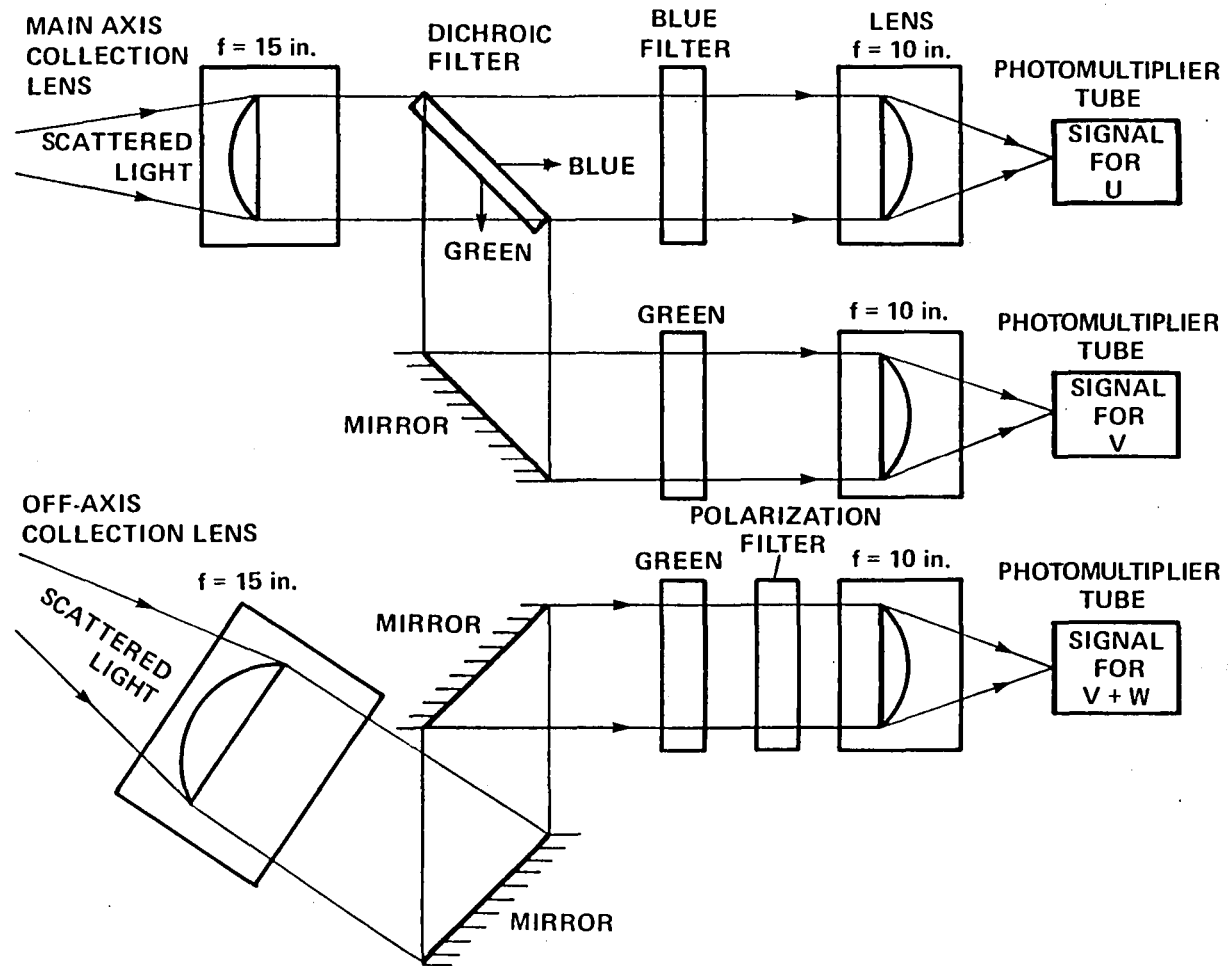 MAIN AXIS
COLLECTION
LENS
f = 15 in.
DICHROIC
FILTER
BLUE
FILTER
LENS
f = 10 in.
PHOTOMULTIPLIER
TUBE
SCATTERED
LIGHT
BLUE
GREEN
SIGNAL
FOR
U
MIRROR
GREEN
f = 10 in.
PHOTOMULTIPLIER
TUBE
SIGNAL
FOR
V
OFF-AXIS
COLLECTION LENS
f = 15 in.
SCATTERED
LIGHT
MIRROR
MIRROR
GREEN
POLARIZATION
FILTER
f = 10 in.
PHOTOMULTIPLIER
TUBE
SIGNAL
FOR
V + W